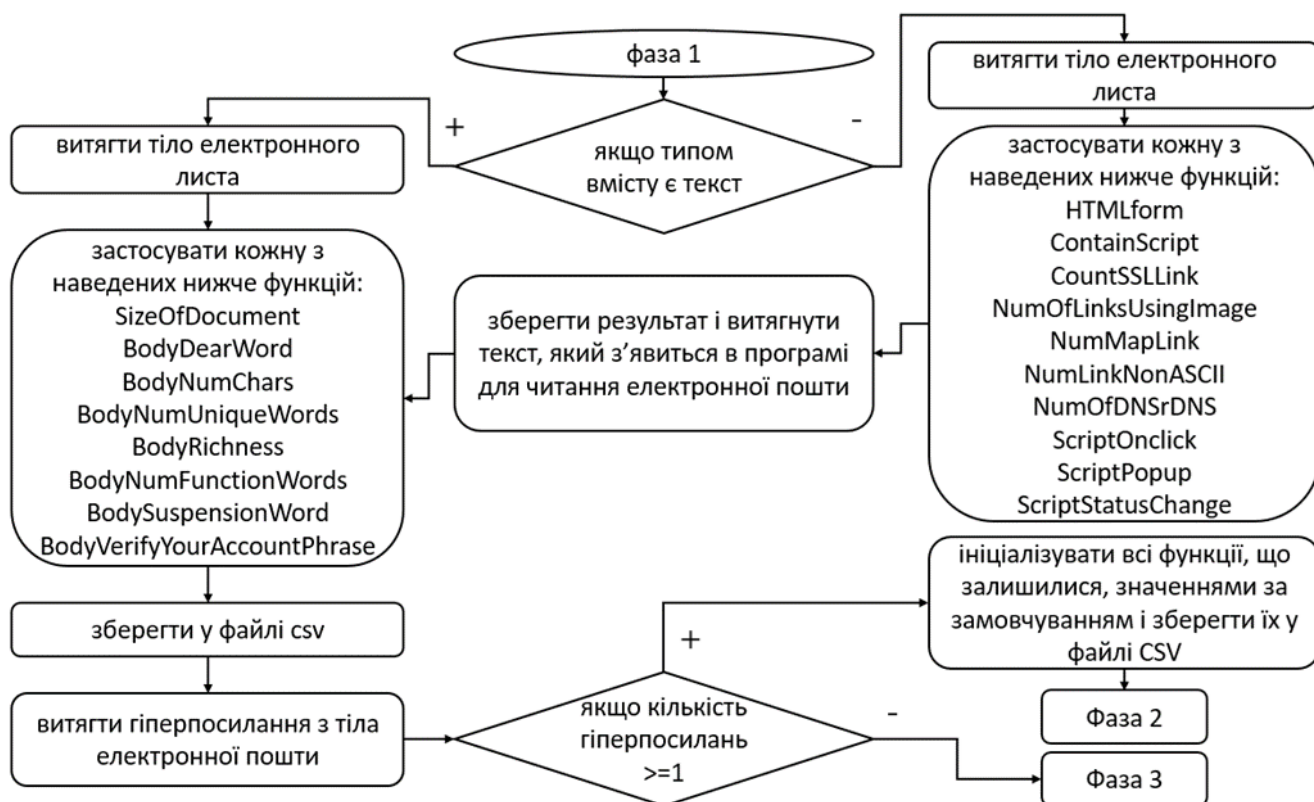 фаза 1
якщо типом
вмісту є текст
+
-
витягти тіло електронного
листа
застосувати кожну з
наведених нижче функцій:
SizeOfDocument
BodyDearWord
BodyNumChars
BodyNumUniqueWords
BodyRichness
BodyNumFunctionWords
BodySuspensionWord
BodyVerifyYourAccountPhrase
витягти тіло електронного
листа
застосувати кожну з
наведених нижче функцій:
HTMLform
ContainScript
CountSSLLink
NumOfLinksUsingImage
NumMapLink
NumLinkNonASCII
NumOfDNSrDNS
ScriptOnclick
ScriptPopup
ScriptStatusChange
зберегти результат і витягнути
текст, який з’явиться в програмі
для читання електронної пошти
зберегти у файлі csv
витягти гіперпосилання з тіла
електронної пошти
якщо кількість
гіперпосилань
>=1
+
-
ініціалізувати всі функції, що
залишилися, значеннями за
замовчуванням і зберегти їх у
файлі CSV
Фаза 2
Фаза 3